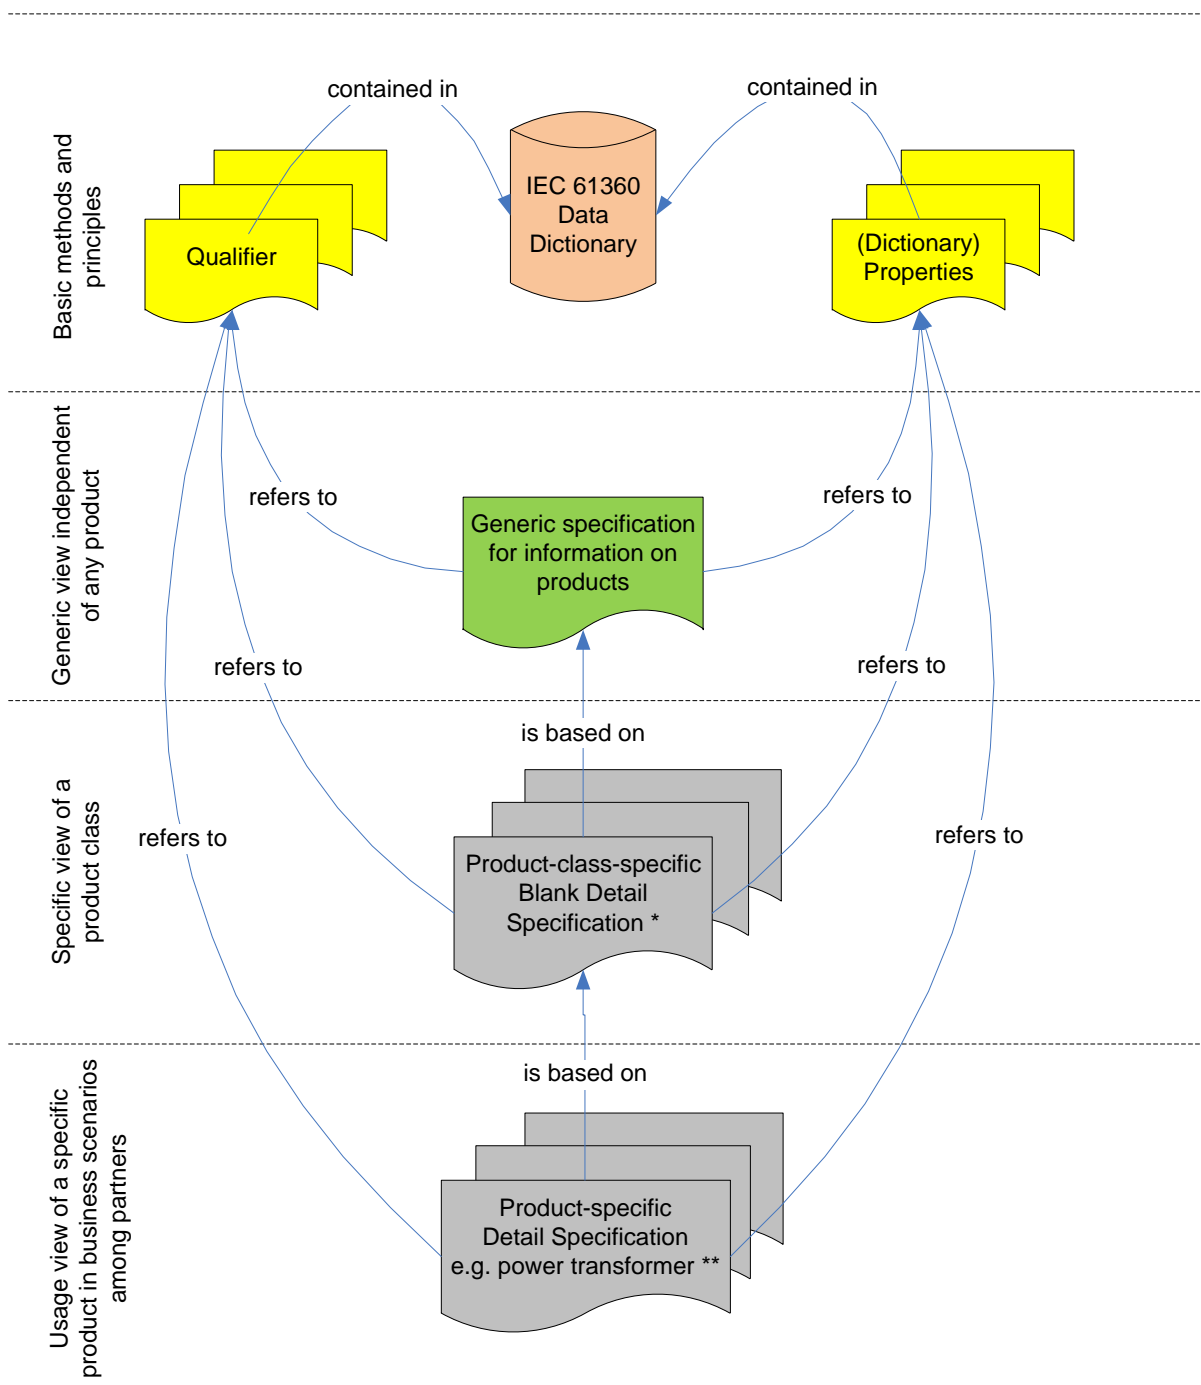 contained in
contained in
Basic methods and
principles
IEC 61360
Data
Dictionary
Qualifier
(Dictionary)
Properties
Generic view independent
of any product
refers to
refers to
Generic specification
for information on
products
refers to
refers to
Specific view of a
product class
is based on
refers to
refers to
Product-class-specific
Blank Detail
Specification *
Usage view of a specific
product in business scenarios
among partners
is based on
Product-specific
Detail Specification
e.g. power transformer **